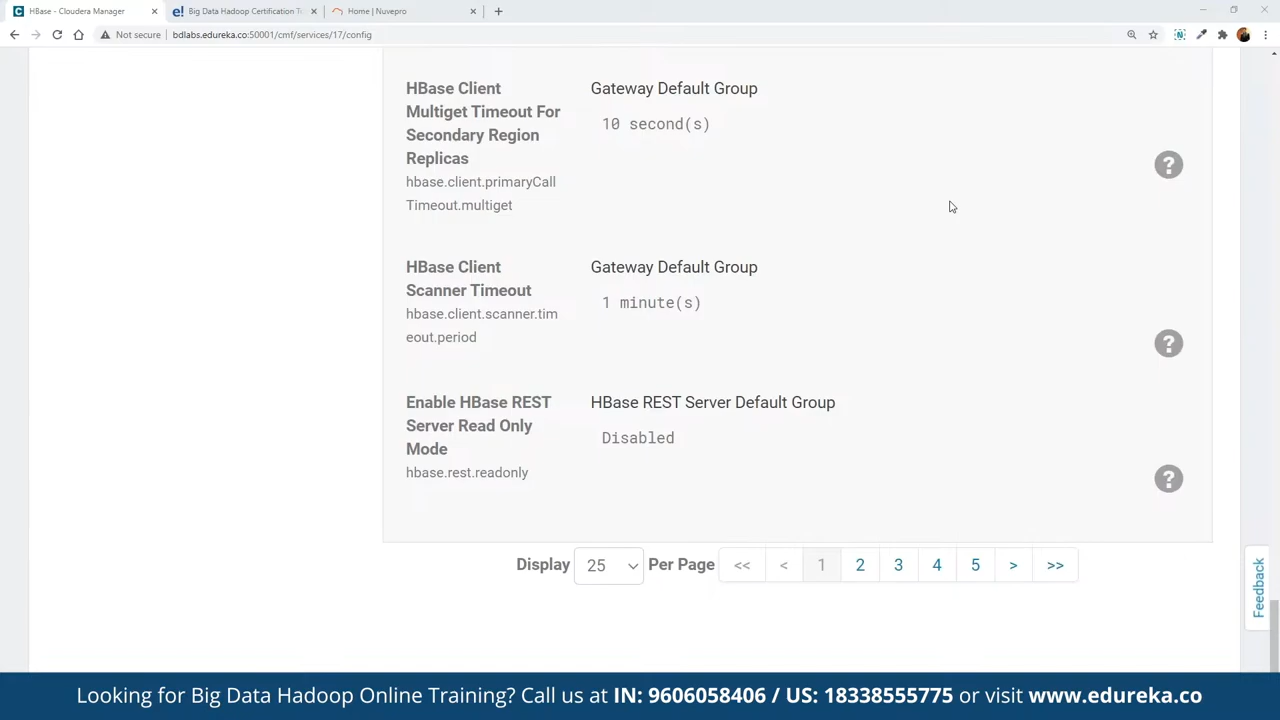 HBase - Cloudera Manager
Big Data Hadoop Certification Tr
Home | Nuvepro
Not secure | bdlabs.edureka.co:50001/cmf/services/17/config
HBase Client
Multiget Timeout For
Secondary Region
Replicas
hbase.client.primaryCall
Timeout.multiget
Gateway Default Group
10 second(s)
HBase Client
Scanner Timeout
hbase.client.scanner.tim
eout.period
Gateway Default Group
1 minute(s)
Enable HBase REST
Server Read Only
Mode
hbase.rest.readonly
HBase REST Server Default Group
Disabled
Display 25 Per Page << < 1 2 3 4 5 > >>
Feedback
Looking for Big Data Hadoop Online Training? Call us at IN: 9606058406 / US: 18338555775 or visit www.edureka.co